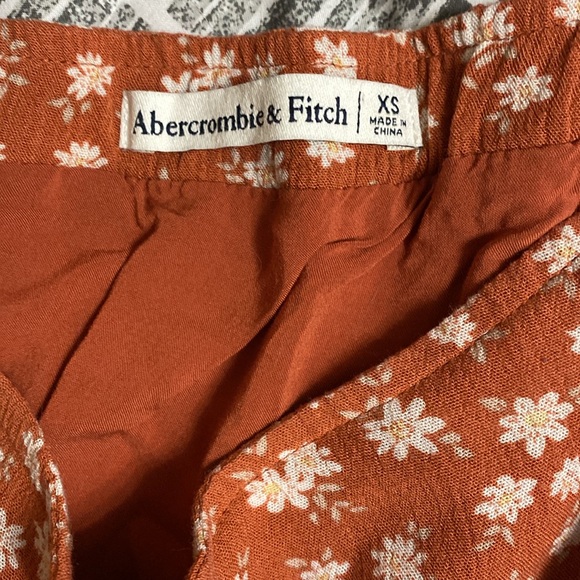 Abercrombie & Fitch | XS
MADE IN
CHINA